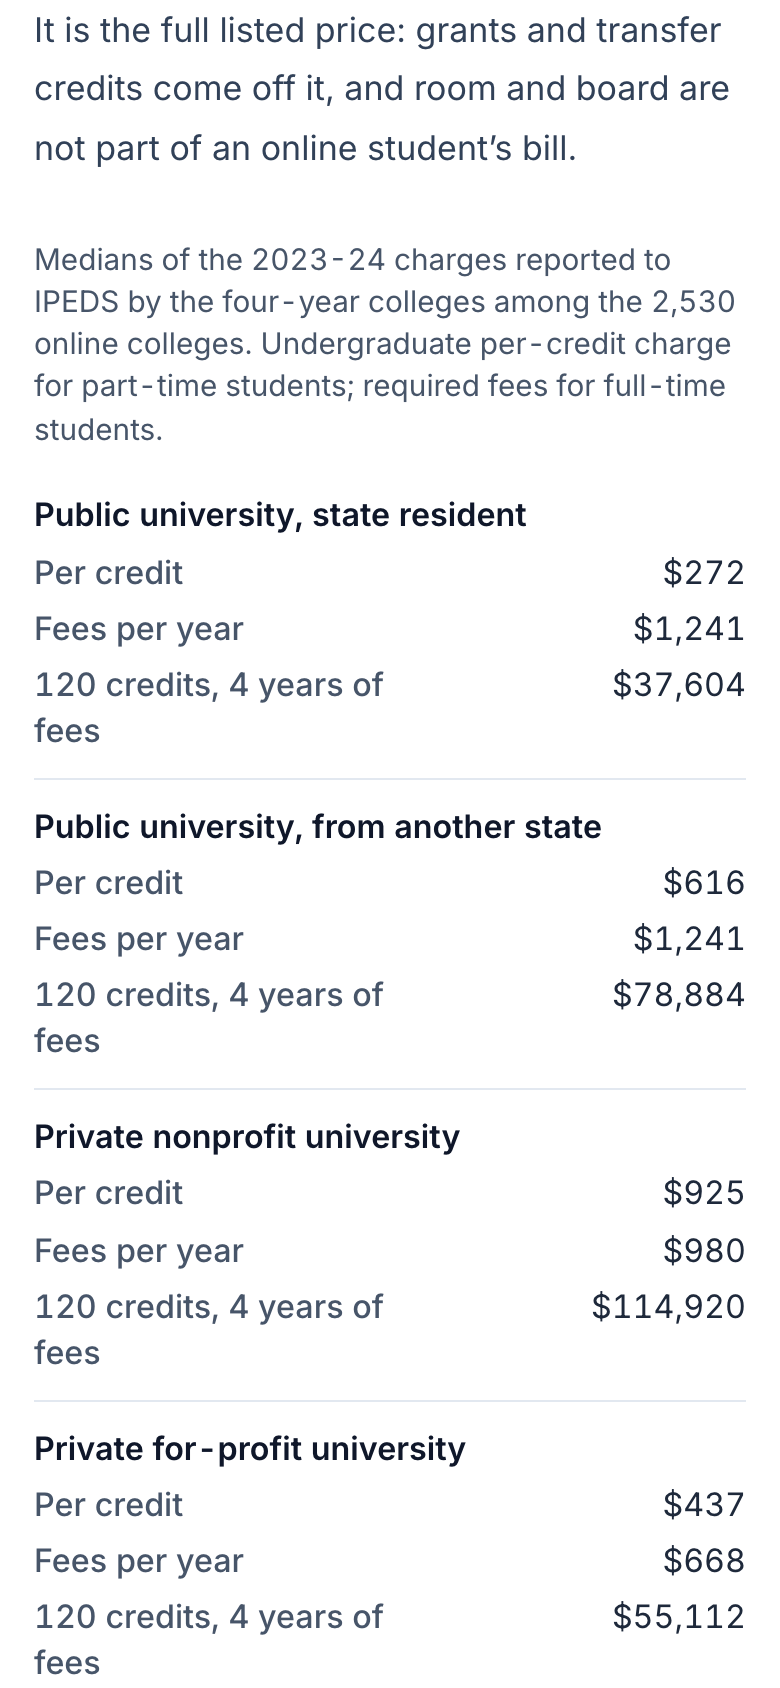 It is the full listed price: grants and transfer
credits come off it, and room and board are
not part of an online student’s bill.
Medians of the 2023-24 charges reported to
IPEDS by the four-year colleges among the 2,530
online colleges. Undergraduate per-credit charge
for part-time students; required fees for full-time
students.
Public university, state resident
Per credit $272
Fees per year $1,241
120 credits, 4 years of $37,604
fees
Public university, from another state
Per credit $616
Fees per year $1,241
120 credits, 4 years of $78,884
fees
Private nonprofit university
Per credit $925
Fees per year $980
120 credits, 4 years of $114,920
fees
Private for-profit university
Per credit $437
Fees per year $668
120 credits, 4 years of $55,112
fees